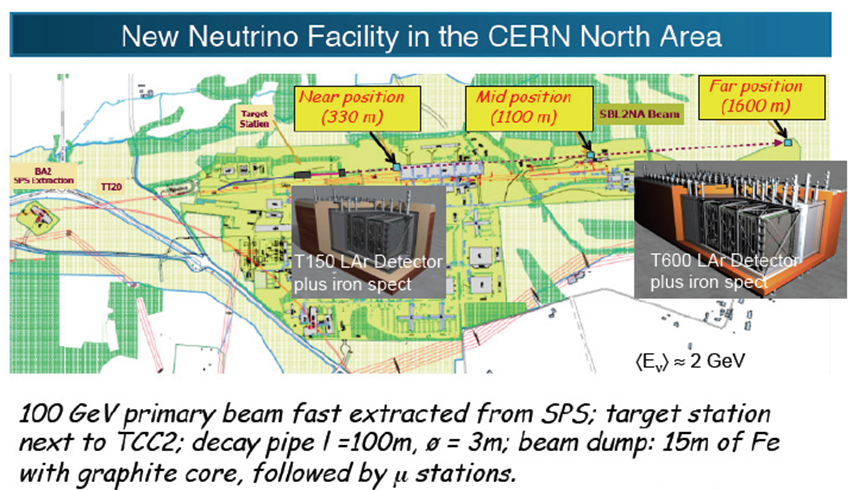 New Neutrino Facility in the CERN North Area
Near position
(330 m)
Mid position
(1100 m)
Far position
(1600 m)
Target
Station
SBL2NA Beam
BA2
SPS Extraction
TT20
T150 LAr Detector
plus iron spect
T600 LAr Detector
plus iron spect
⟨Eν⟩ ≈ 2 GeV
100 GeV primary beam fast extracted from SPS; target station
next to TCC2; decay pipe l =100m, ø = 3m; beam dump: 15m of Fe
with graphite core, followed by μ stations.